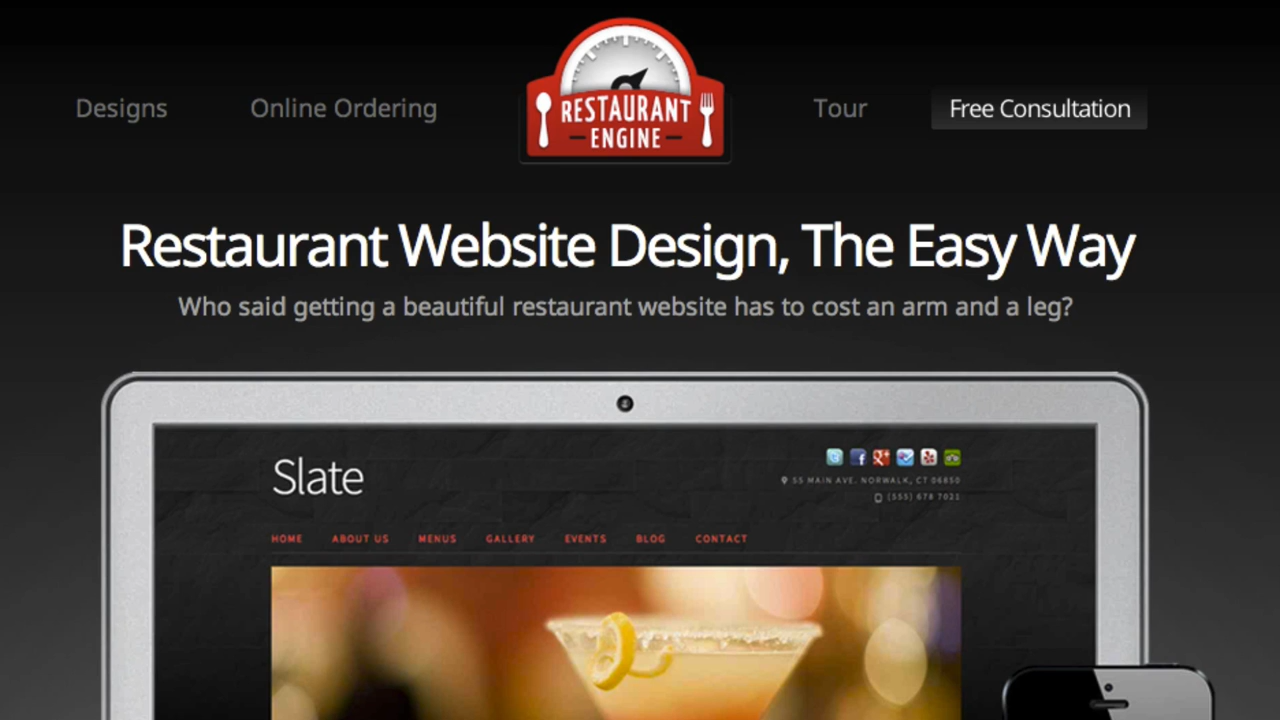 Designs
Online Ordering
RESTAURANT
ENGINE
Tour
Free Consultation
Restaurant Website Design, The Easy Way
Who said getting a beautiful restaurant website has to cost an arm and a leg?
Slate
55 MAIN AVE. NORWALK, CT 06850
(555) 678 7021
HOME ABOUT US MENUS GALLERY EVENTS BLOG CONTACT